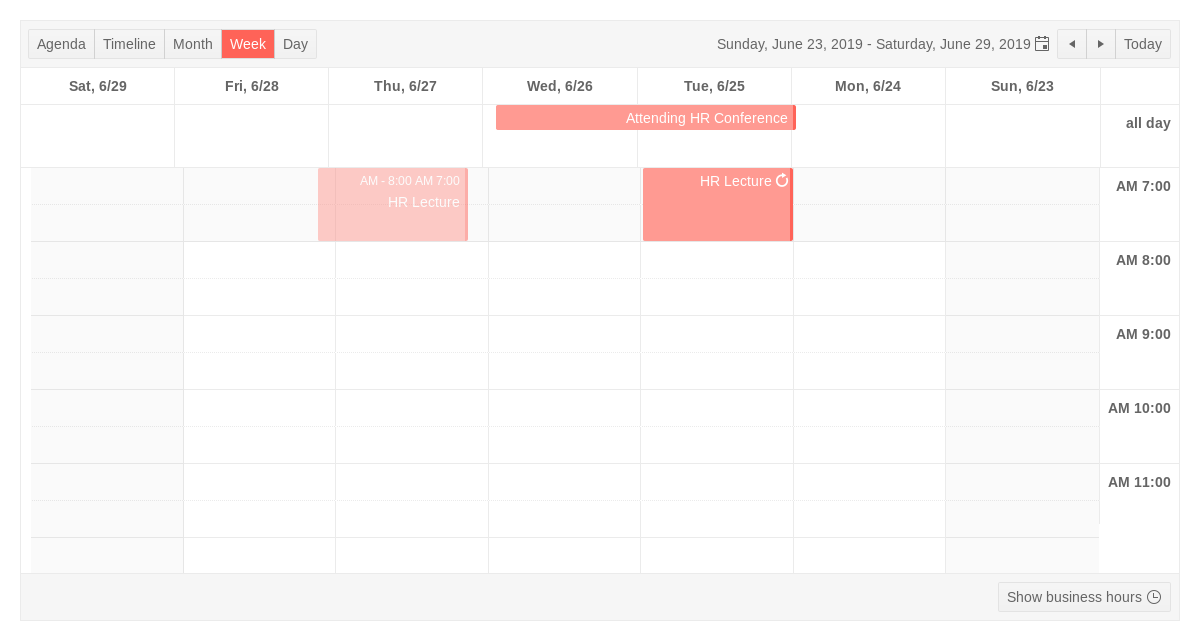 Agenda Timeline Month Week Day Sunday, June 23, 2019 - Saturday, June 29, 2019 Today
Sat, 6/29 Fri, 6/28 Thu, 6/27 Wed, 6/26 Tue, 6/25 Mon, 6/24 Sun, 6/23
Attending HR Conference all day
AM - 8:00 AM 7:00 HR Lecture AM 7:00
HR Lecture
AM 8:00
AM 9:00
AM 10:00
AM 11:00
Show business hours